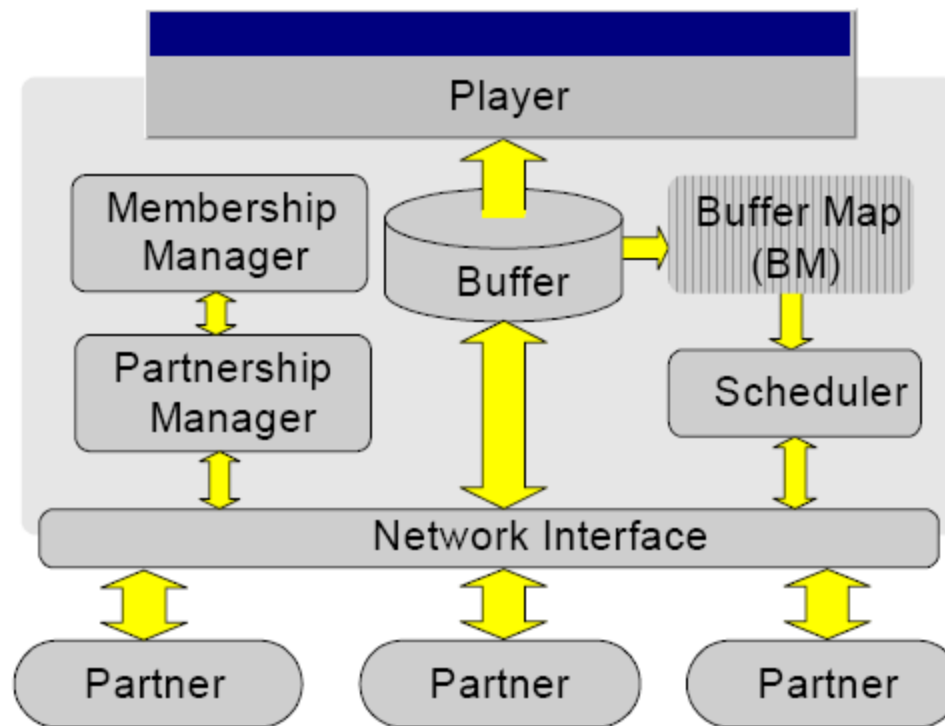 Player
Membership
Manager
Buffer
Buffer Map
(BM)
Partnership
Manager
Scheduler
Network Interface
Partner
Partner
Partner